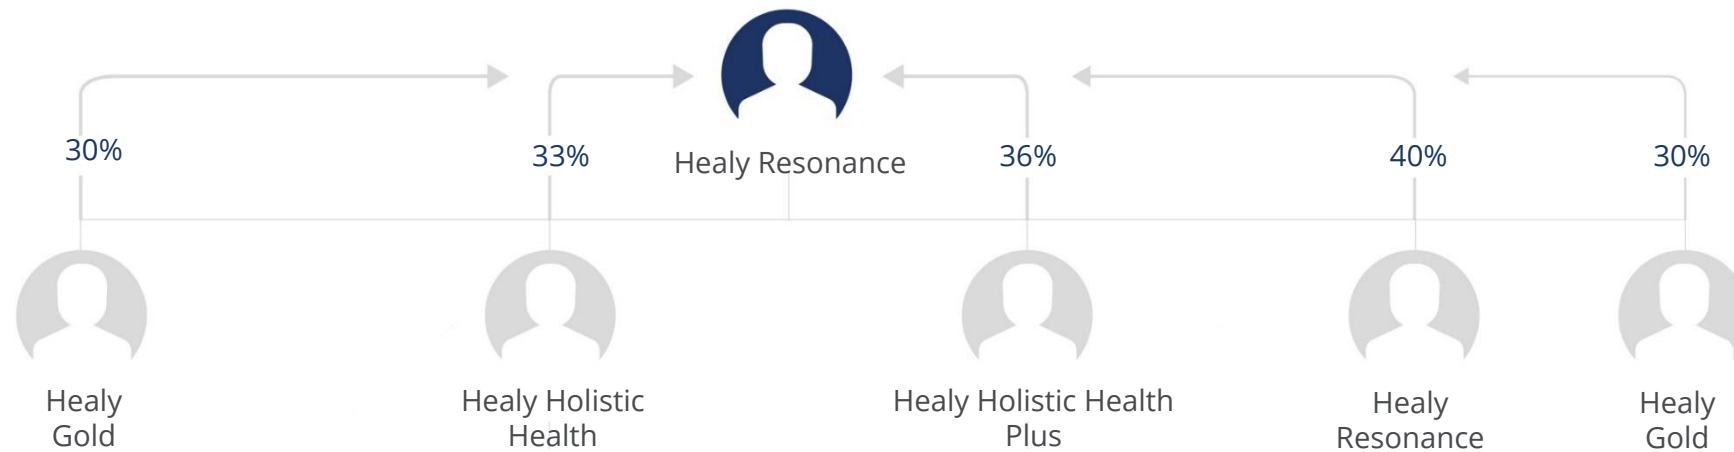 30%
33%
Healy Resonance
36%
40%
30%
Healy
Gold
Healy Holistic
Health
Healy Holistic Health
Plus
Healy
Resonance
Healy
Gold